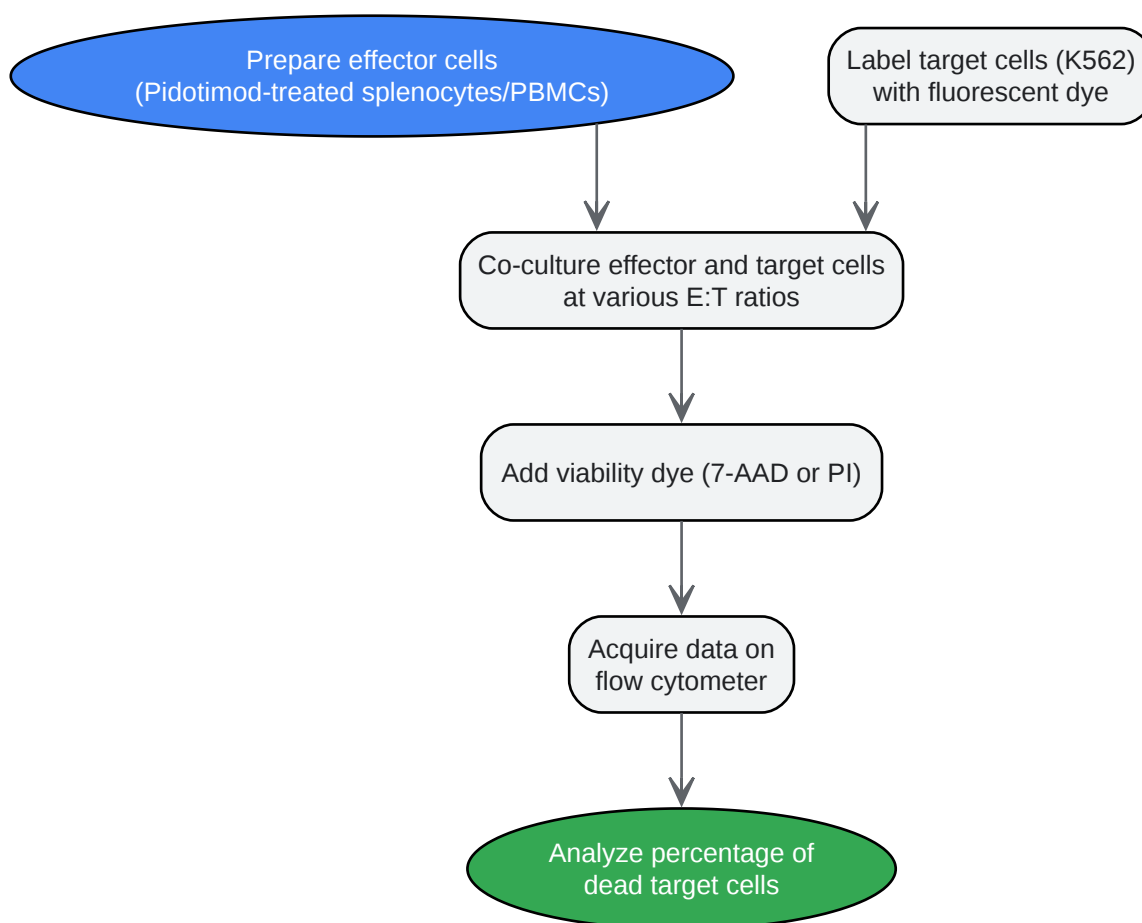 Prepare effector cells
(Pidotimod-treated splenocytes/PBMCs)
Label target cells (K562)
with fluorescent dye
Co-culture effector and target cells
at various E:T ratios
Add viability dye (7-AAD or PI)
Acquire data on
flow cytometer
Analyze percentage of
dead target cells